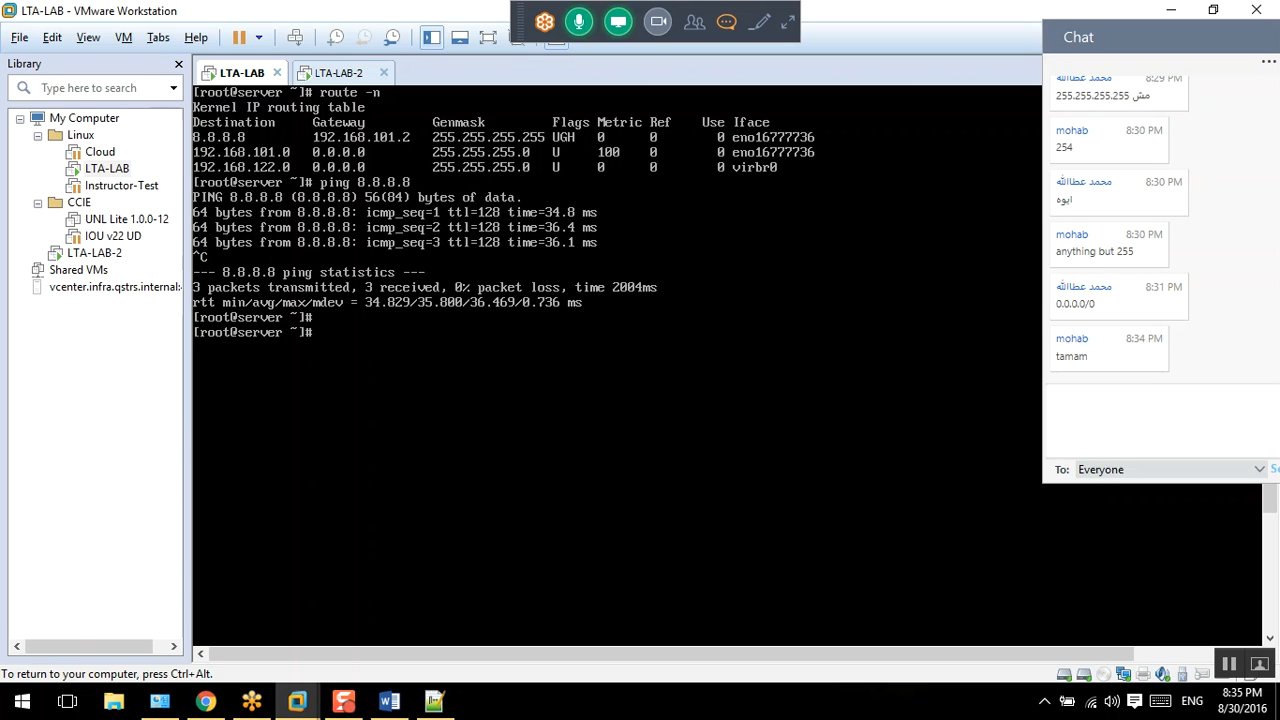 LTA-LAB - VMware Workstation
File
View
VM
Tabs
Help
Library
Type here to search
My Computer
Linux
Cloud
LTA-LAB
Instructor-Test
CCIE
UNL Lite 1.0.0-12
IOU v22 UD
LTA-LAB-2
Shared VMs
vcenter.infra.qstrs.internal:
LTA-LAB
LTA-LAB-2
[root@server ~]# route -n
Kernel IP routing table
Destination Gateway Genmask Flags Metric Ref Use Iface
8.8.8.8 192.168.101.2 255.255.255.255 UGH 0 0 0 eno16777736
192.168.101.0 0.0.0.0 255.255.255.0 U 100 0 0 eno16777736
192.168.122.0 0.0.0.0 255.255.255.0 U 0 0 0 virbr0
[root@server ~]# ping 8.8.8.8
PING 8.8.8.8 (8.8.8.8) 56(84) bytes of data.
64 bytes from 8.8.8.8: icmp_seq=1 ttl=128 time=34.8 ms
64 bytes from 8.8.8.8: icmp_seq=2 ttl=128 time=36.4 ms
64 bytes from 8.8.8.8: icmp_seq=3 ttl=128 time=36.1 ms
^C
--- 8.8.8.8 ping statistics ---
3 packets transmitted, 3 received, 0% packet loss, time 2004ms
rtt min/avg/max/mdev = 34.829/35.800/36.469/0.736 ms
[root@server ~]#
[root@server ~]#
Chat
محمد عطاالله 8:29 PM
مش 255.255.255.255
mohab 8:30 PM
254
محمد عطاالله 8:30 PM
ايوه
mohab 8:30 PM
anything but 255
محمد عطاالله 8:31 PM
0.0.0.0/0
mohab 8:34 PM
tamam
To: Everyone
To return to your computer, press Ctrl+Alt.
ENG
8:35 PM
8/30/2016